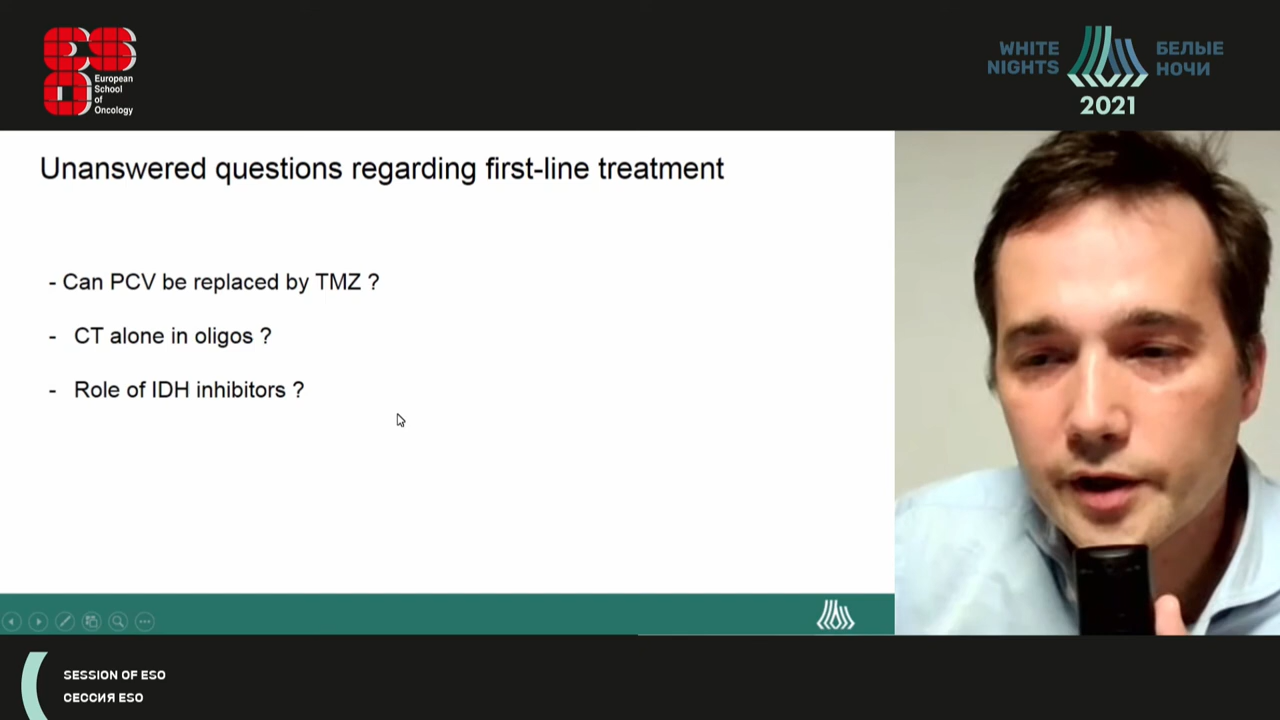 ESO
European
School
of
Oncology
WHITE
NIGHTS
БЕЛЫЕ
НОЧИ
2021
Unanswered questions regarding first-line treatment
- Can PCV be replaced by TMZ ?
- CT alone in oligos ?
- Role of IDH inhibitors ?
SESSION OF ESO
СЕССИЯ ESO